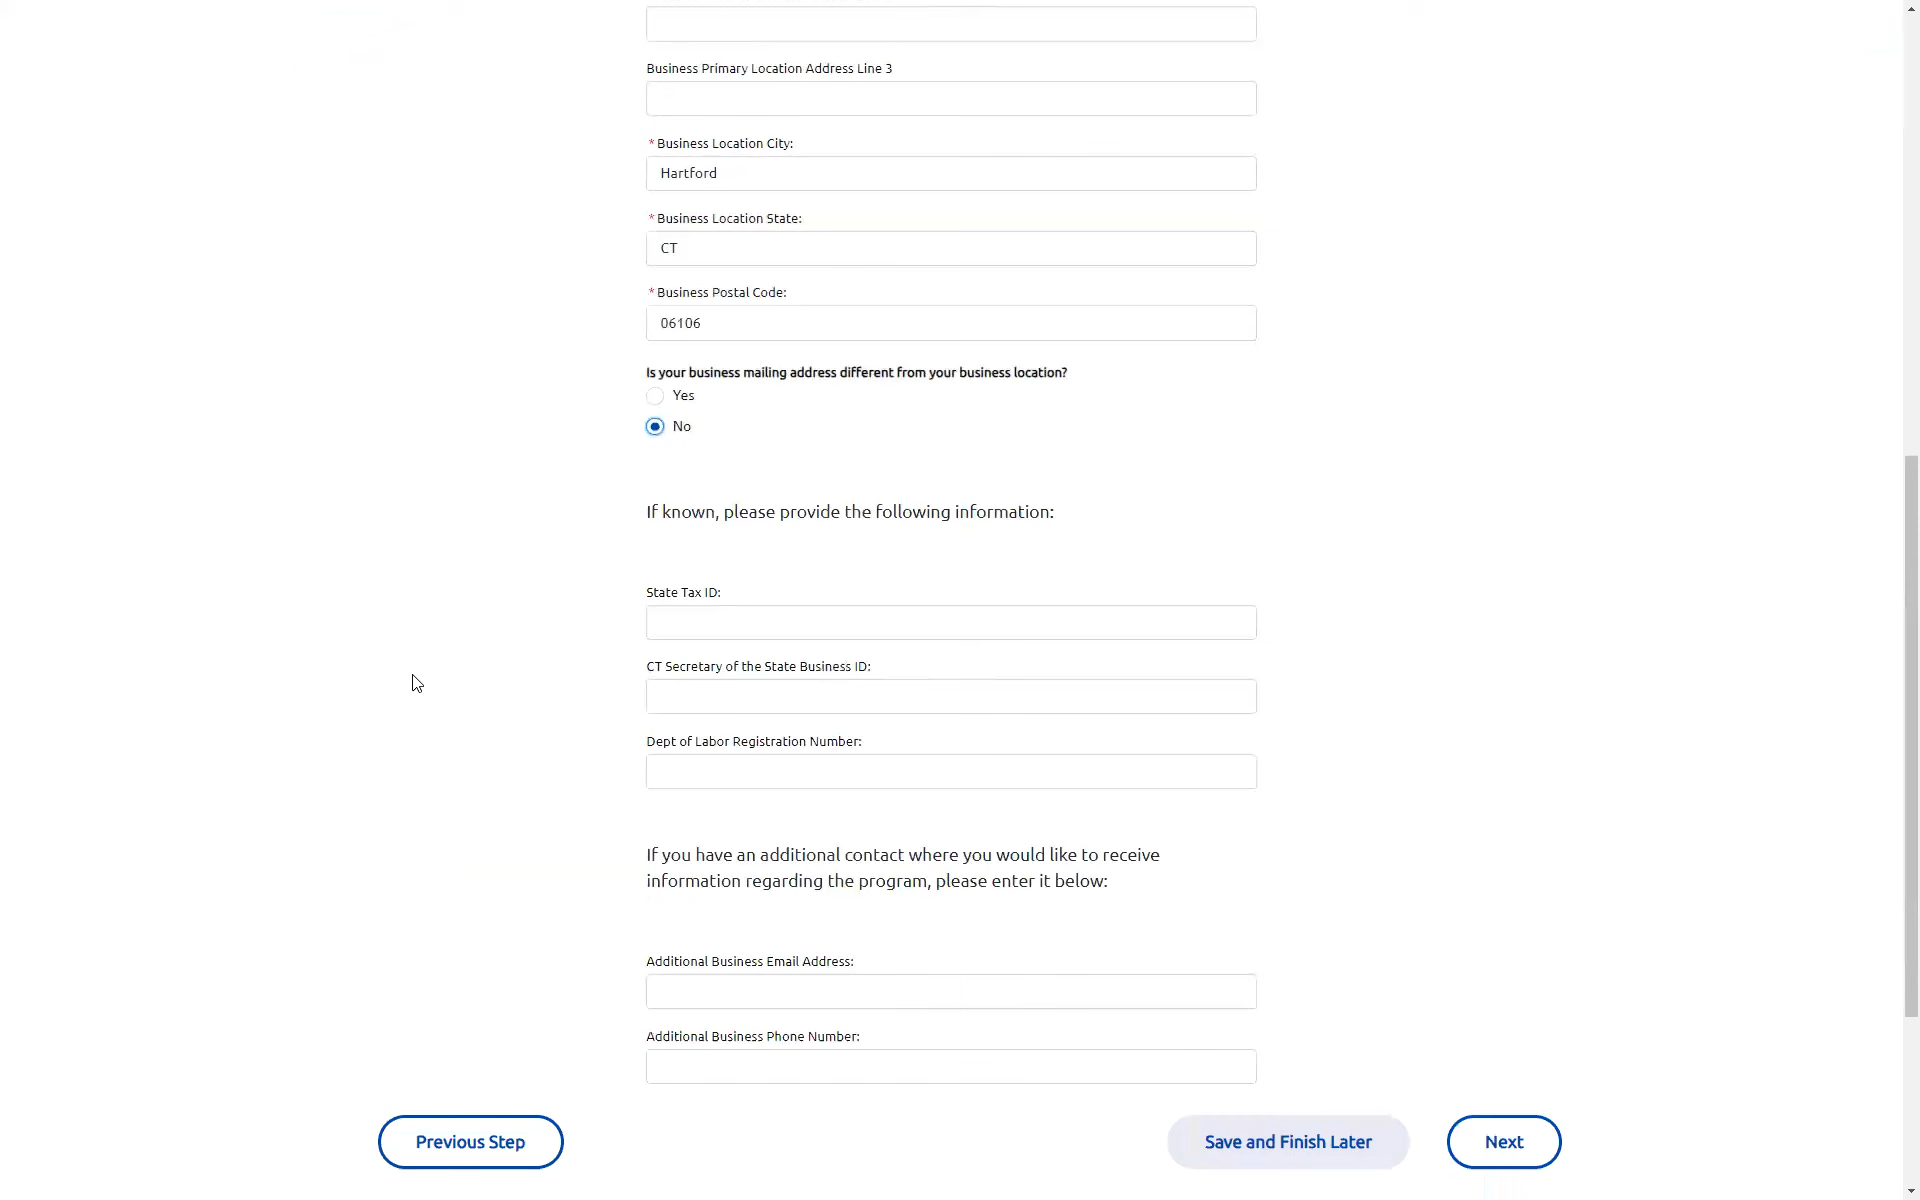 Business Primary Location Address Line 3
* Business Location City:
Hartford
* Business Location State:
CT
* Business Postal Code:
06106
Is your business mailing address different from your business location?
Yes
No
If known, please provide the following information:
State Tax ID:
CT Secretary of the State Business ID:
Dept of Labor Registration Number:
If you have an additional contact where you would like to receive
information regarding the program, please enter it below:
Additional Business Email Address:
Additional Business Phone Number:
Previous Step
Save and Finish Later
Next